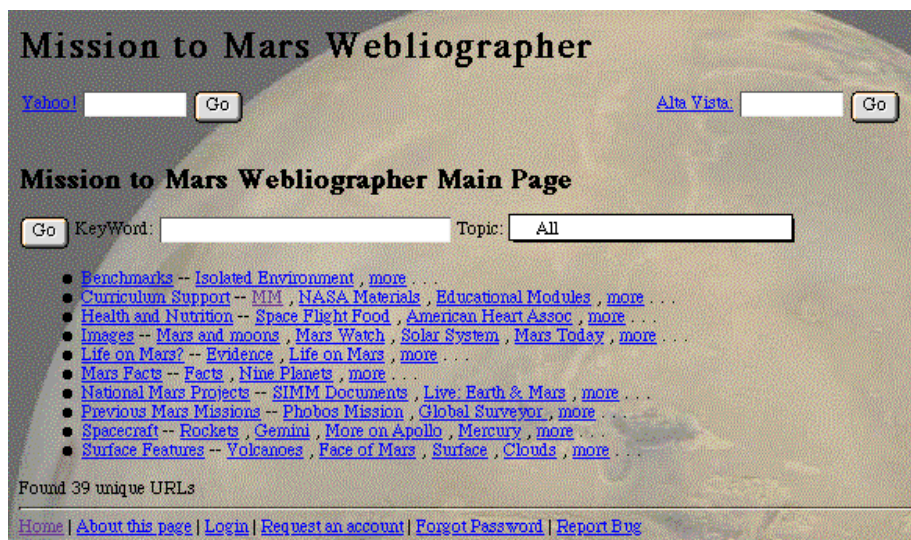 Mission to Mars Webliographer
Yahoo! Go Alta Vista: Go
Mission to Mars Webliographer Main Page
Go KeyWord: Topic: All
Benchmarks -- Isolated Environment , more . . .
Curriculum Support -- MM , NASA Materials , Educational Modules , more . . .
Health and Nutrition -- Space Flight Food , American Heart Assoc , more . . .
Images -- Mars and moons , Mars Watch , Solar System , Mars Today , more . . .
Life on Mars? -- Evidence , Life on Mars , more . . .
Mars Facts -- Facts , Nine Planets , more . . .
National Mars Projects -- SIMM Documents , Live: Earth & Mars , more . . .
Previous Mars Missions -- Phobos Mission , Global Surveyor , more . . .
Spacecraft -- Rockets , Gemini , More on Apollo , Mercury , more . . .
Surface Features -- Volcanoes , Face of Mars , Surface , Clouds , more . . .
Found 39 unique URLs
Home | About this page | Login | Request an account | Forgot Password | Report Bug